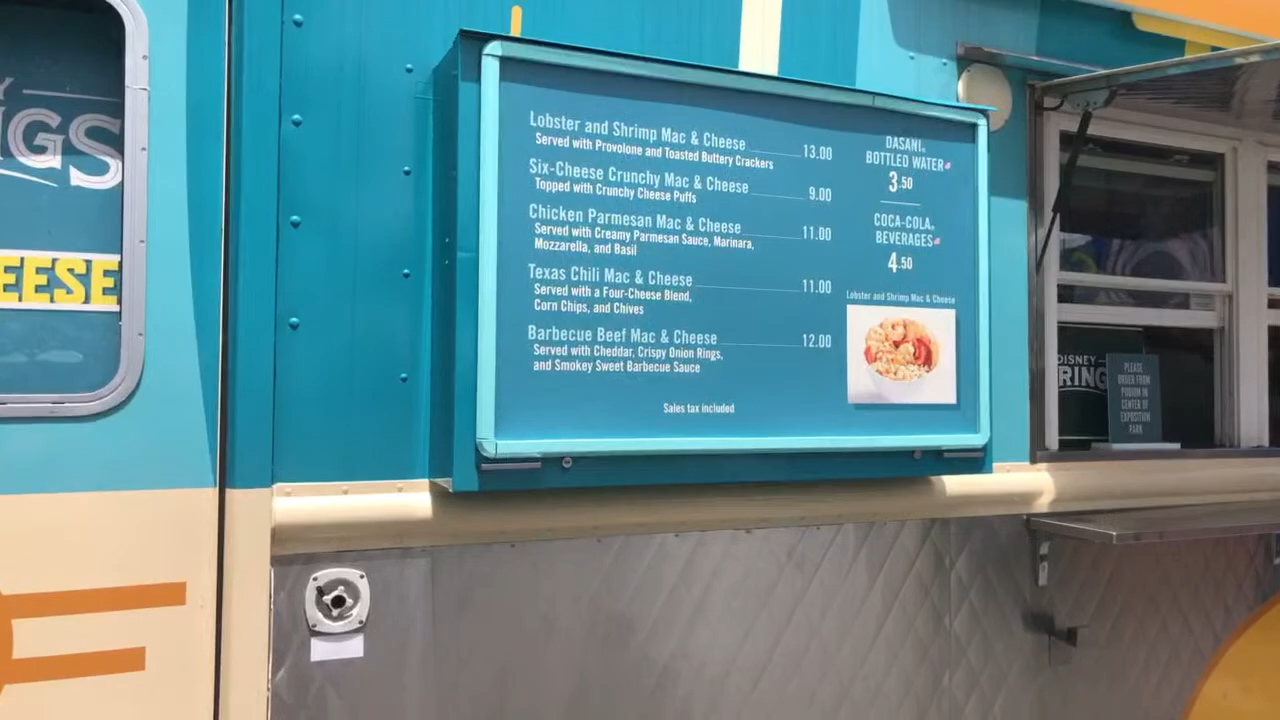 GS
EESE
Lobster and Shrimp Mac & Cheese 13.00
Served with Provolone and Toasted Buttery Crackers
Six-Cheese Crunchy Mac & Cheese 9.00
Topped with Crunchy Cheese Puffs
Chicken Parmesan Mac & Cheese 11.00
Served with Creamy Parmesan Sauce, Marinara,
Mozzarella, and Basil
Texas Chili Mac & Cheese 11.00
Served with a Four-Cheese Blend,
Corn Chips, and Chives
Barbecue Beef Mac & Cheese 12.00
Served with Cheddar, Crispy Onion Rings,
and Smokey Sweet Barbecue Sauce
Sales tax included
DASANI®
BOTTLED WATER
3.50
COCA-COLA®
BEVERAGES
4.50
Lobster and Shrimp Mac & Cheese
DISNEY
RING
PLEASE
ORDER FROM
PODIUM IN
CENTER OF
EXPOSITION
PARK